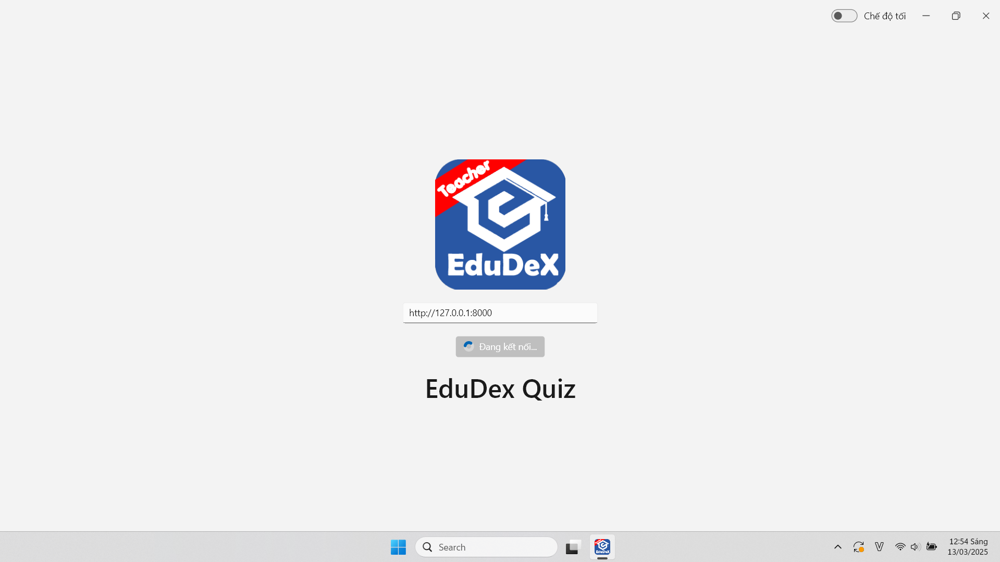 Chế độ tối
Teacher
EduDeX
http://127.0.0.1:8000
Đang kết nối...
EduDex Quiz
Search
EduDeX
12:54 Sáng
13/03/2025